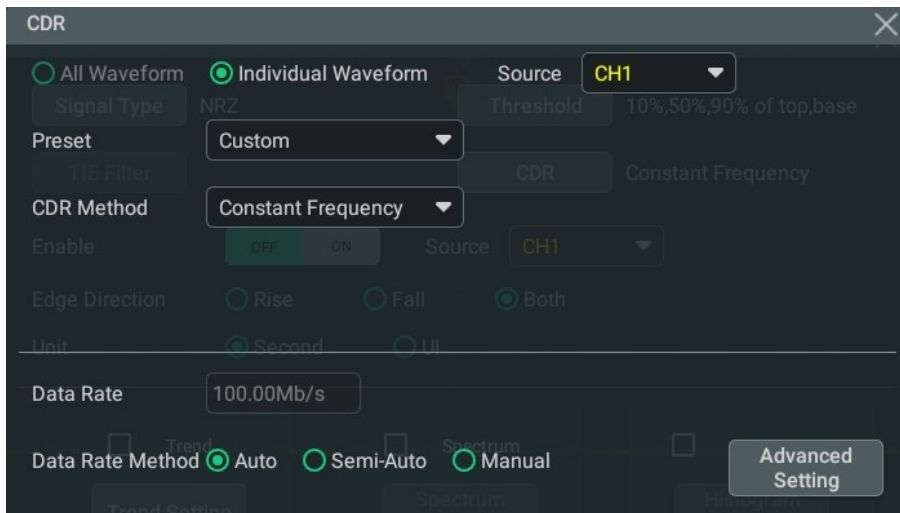 CDR
All Waveform Individual Waveform Source CH1
Signal Type NRZ Threshold 10%,50%,90% of top,base
Preset Custom
TIE Filter CDR Constant Frequency
CDR Method Constant Frequency
Enable OFF ON Source CH1
Edge Direction Rise Fall Both
Unit Second UI
Data Rate 100.00Mb/s
Trend Spectrum
Data Rate Method Auto Semi-Auto Manual Advanced Setting
Trend Setting Spectrum Histogram